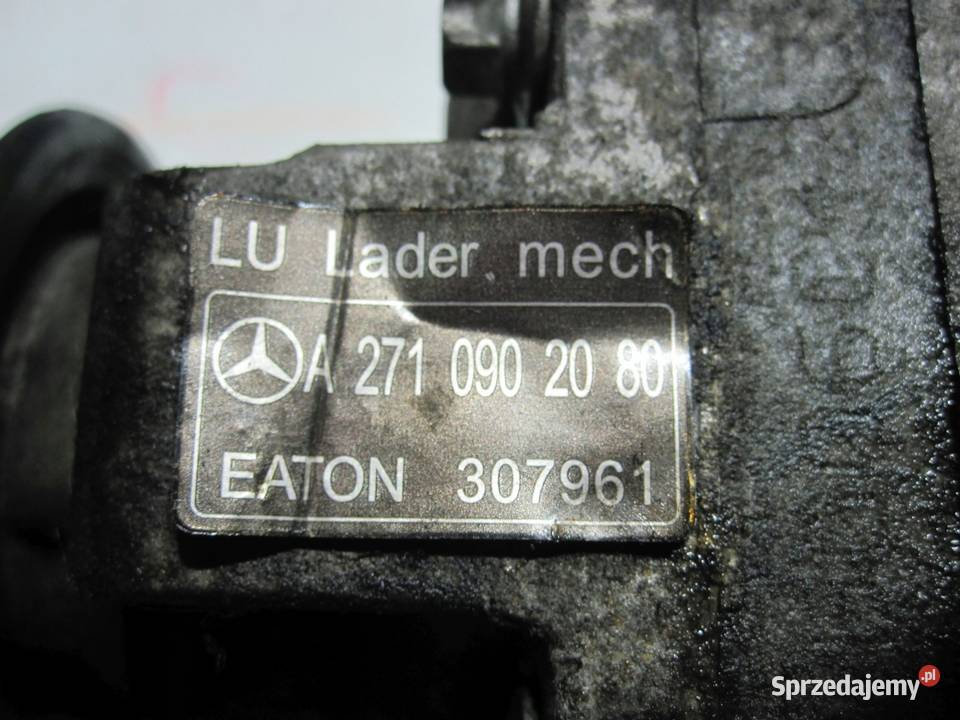 LU Lader mech
A 271 090 20 80
EATON 307961
Sprzedajemy.pl